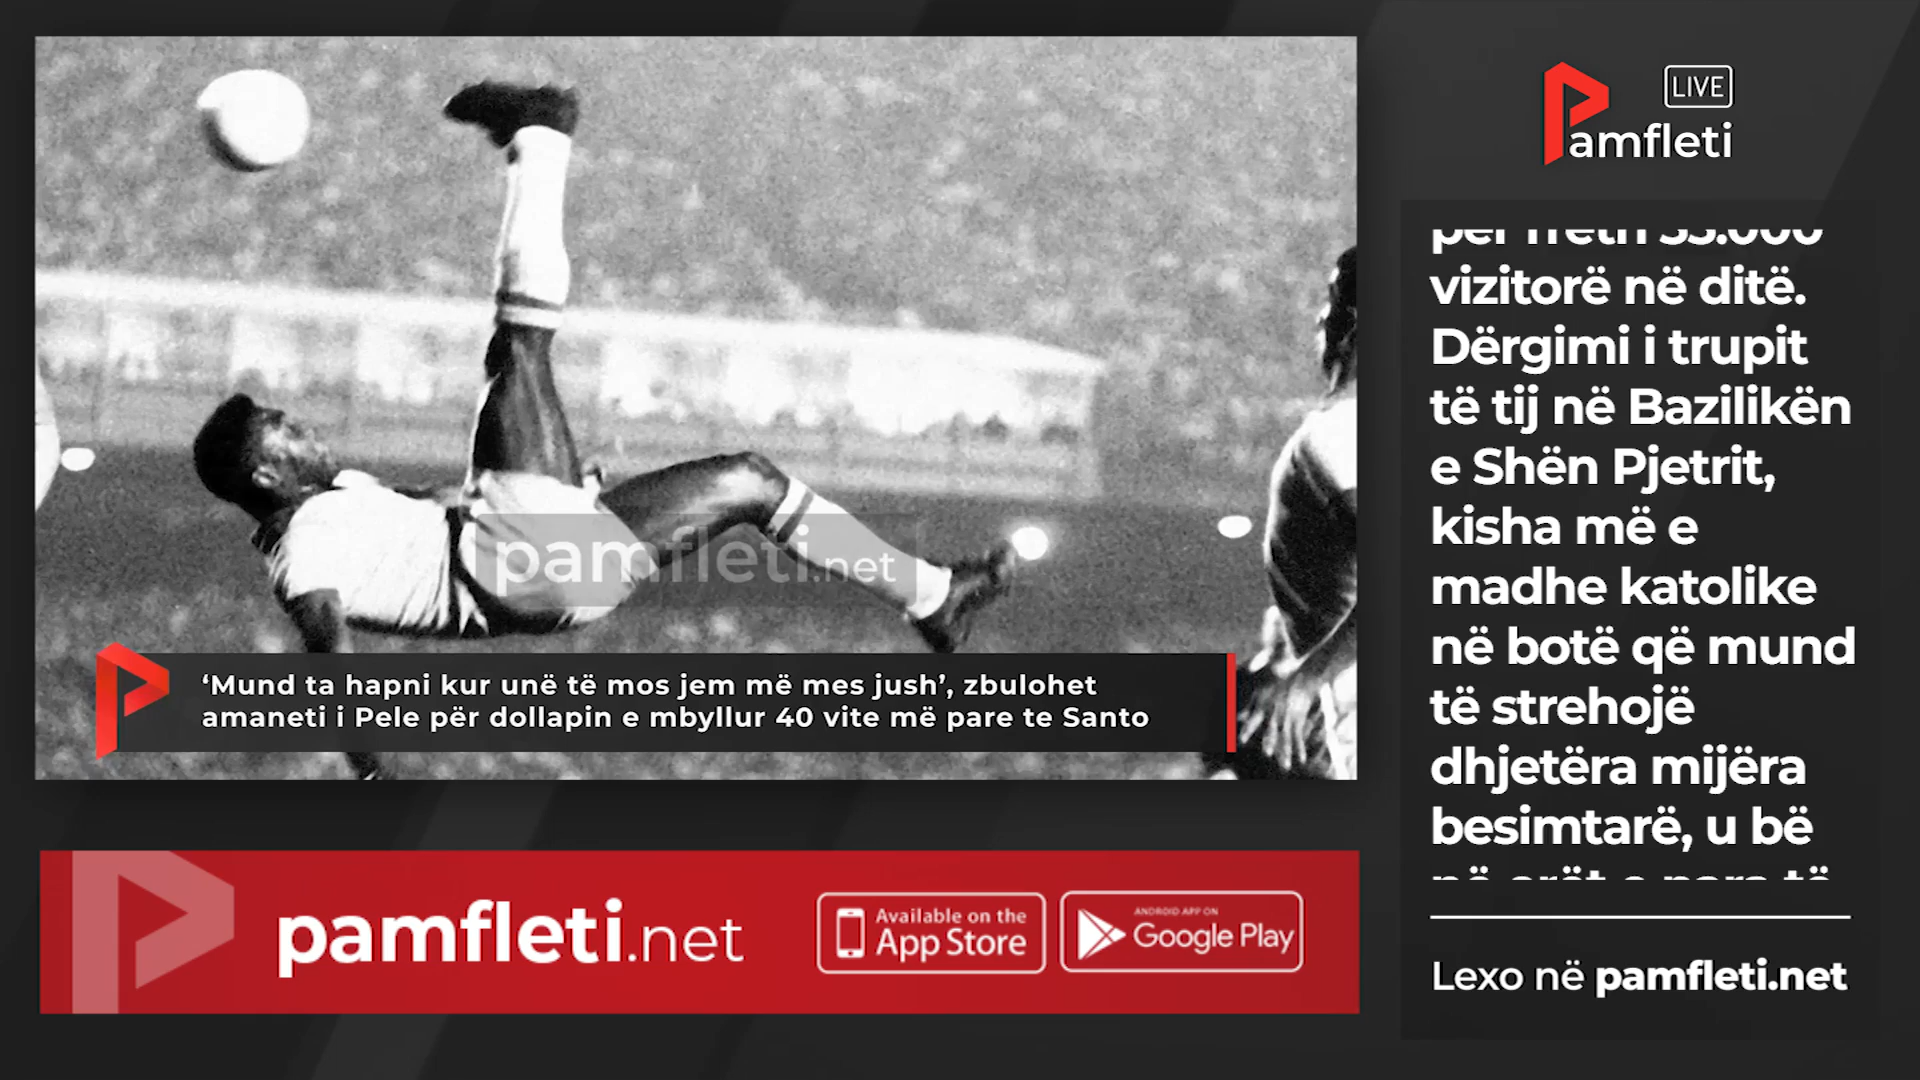 LIVE
Pamfleti
vizitorë në ditë.
Dërgimi i trupit
të tij në Bazilikën
e Shën Pjetrit,
kisha më e
madhe katolike
në botë që mund
të strehojë
dhjetëra mijëra
besimtarë, u bë
pamfleti.net
‘Mund ta hapni kur unë të mos jem më mes jush’, zbulohet
amaneti i Pele për dollapin e mbyllur 40 vite më pare te Santo
pamfleti.net
Available on the
App Store
ANDROID APP ON
Google Play
Lexo në pamfleti.net